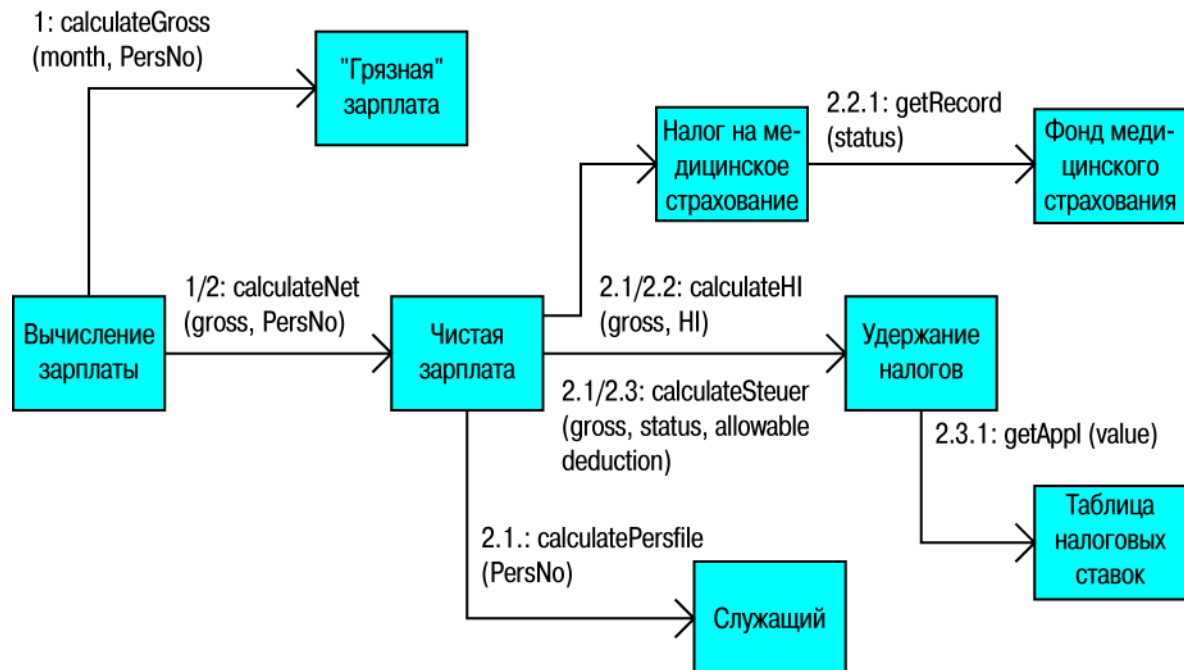 1: calculateGross
(month, PersNo)
"Грязная"
зарплата
Налог на ме-
дицинское
страхование
2.2.1: getRecord
(status)
Фонд меди-
цинского
страхования
Вычисление
зарплаты
1/2: calculateNet
(gross, PersNo)
Чистая
зарплата
2.1/2.2: calculateHI
(gross, HI)
2.1/2.3: calculateSteuer
(gross, status, allowable
deduction)
Удержание
налогов
2.3.1: getAppl (value)
Таблица
налоговых
ставок
2.1.: calculatePersfile
(PersNo)
Служащий